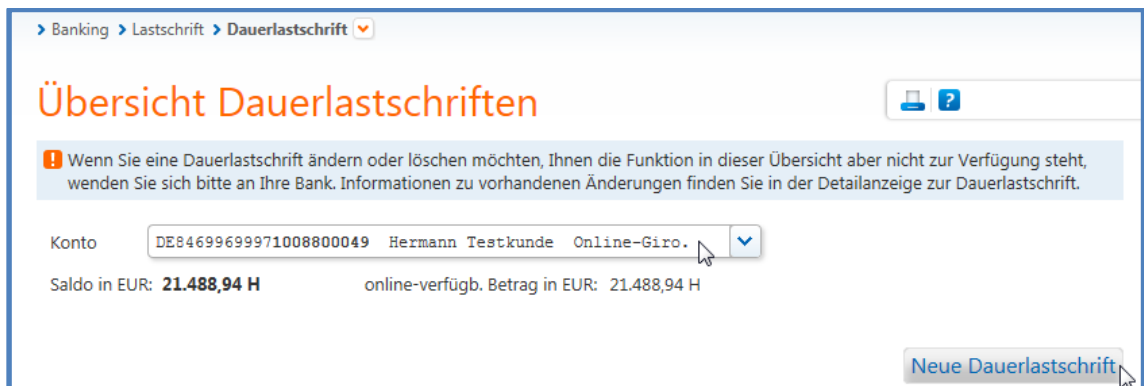 Banking Lastschrift Dauerlastschrift
Übersicht Dauerlastschriften
?
! Wenn Sie eine Dauerlastschrift ändern oder löschen möchten, Ihnen die Funktion in dieser Übersicht aber nicht zur Verfügung steht,
wenden Sie sich bitte an Ihre Bank. Informationen zu vorhandenen Änderungen finden Sie in der Detailanzeige zur Dauerlastschrift.
Konto DE84699699971008800049 Hermann Testkunde Online-Giro.
Saldo in EUR: 21.488,94 H online-verfügb. Betrag in EUR: 21.488,94 H
Neue Dauerlastschrift